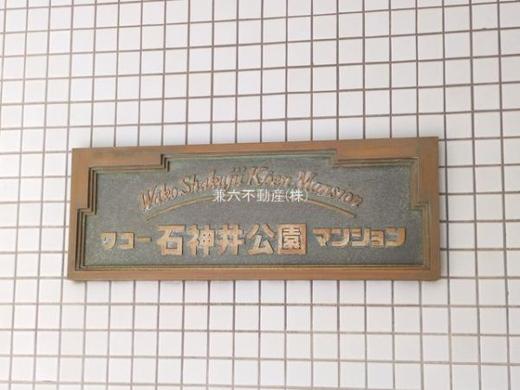 Wako Shakujii Kōen Mansion
兼六不動産(株)
ワコー石神井公園マンション